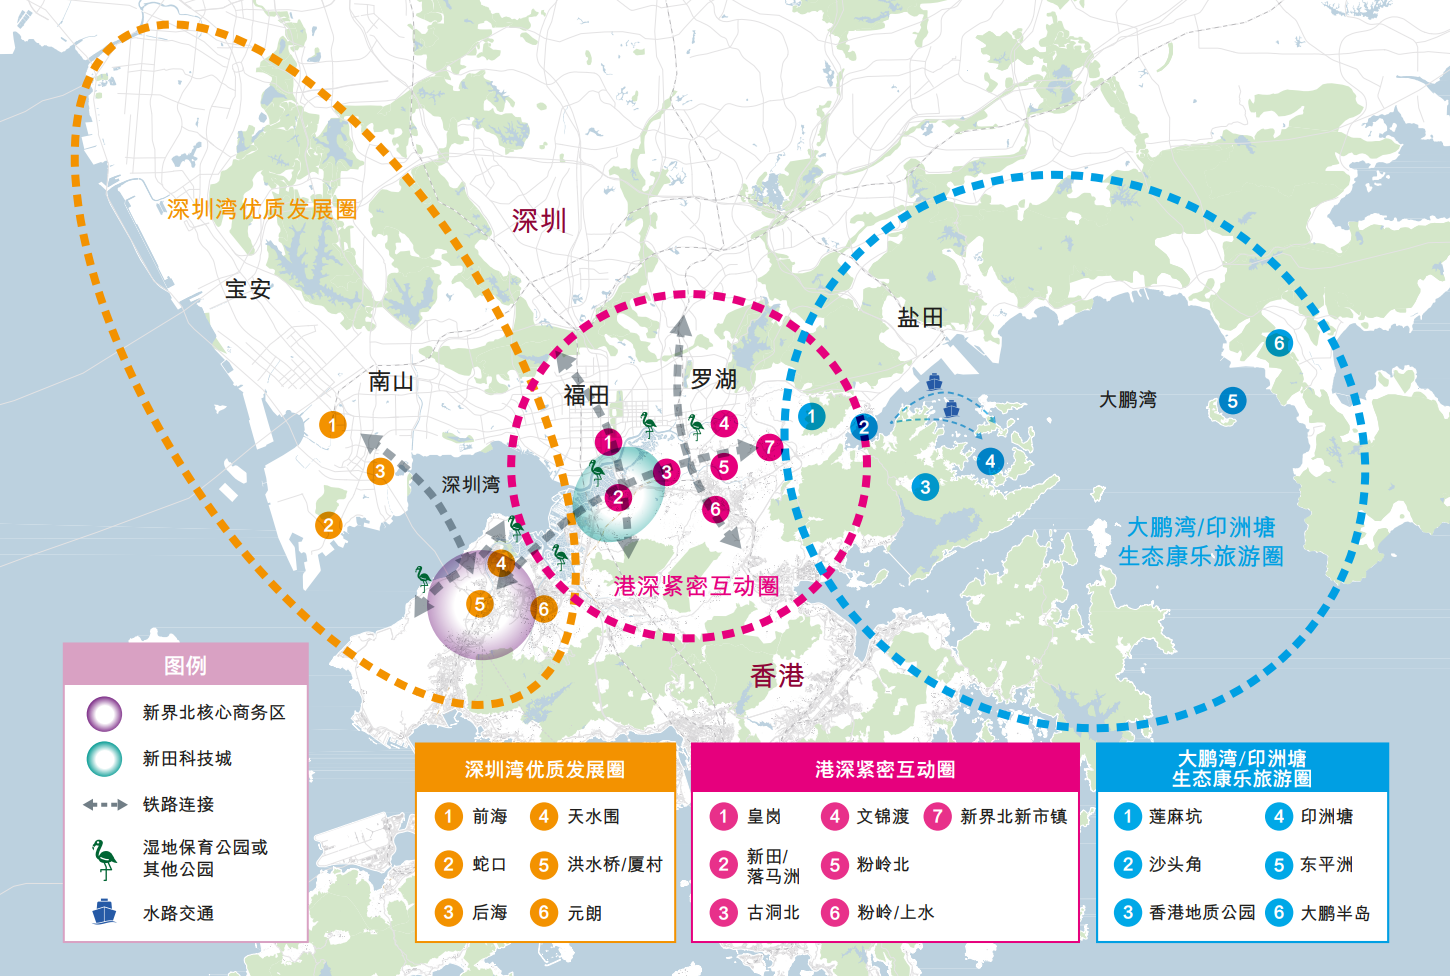 深圳湾优质发展圈
深圳
宝安
盐田
南山
福田
罗湖
大鹏湾
深圳湾
1
3
2
4
5
6
1
2
3
4
5
6
7
1
2
3
4
5
6
大鹏湾/印洲塘
生态康乐旅游圈
港深紧密互动圈
香港
图例
新界北核心商务区
新田科技城
铁路连接
湿地保育公园或
其他公园
水路交通
深圳湾优质发展圈
1 前海
2 蛇口
3 后海
4 天水围
5 洪水桥/厦村
6 元朗
港深紧密互动圈
1 皇岗
2 新田/
落马洲
3 古洞北
4 文锦渡
5 粉岭北
6 粉岭/上水
7 新界北新市镇
大鹏湾/印洲塘
生态康乐旅游圈
1 莲麻坑
2 沙头角
3 香港地质公园
4 印洲塘
5 东平洲
6 大鹏半岛